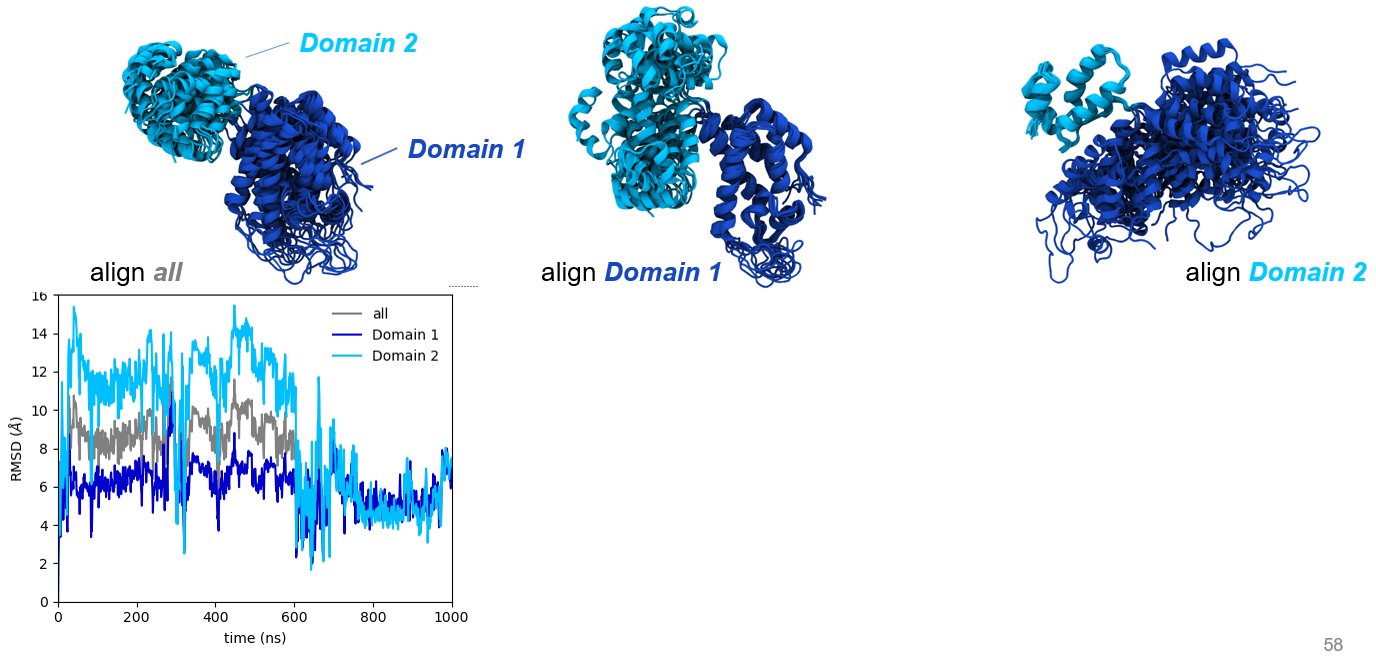 Domain 2
Domain 1
align all
align Domain 1
align Domain 2
16
14
12
10
8
6
4
2
0
RMSD (Å)
all
Domain 1
Domain 2
0 200 400 600 800 1000
time (ns)
58